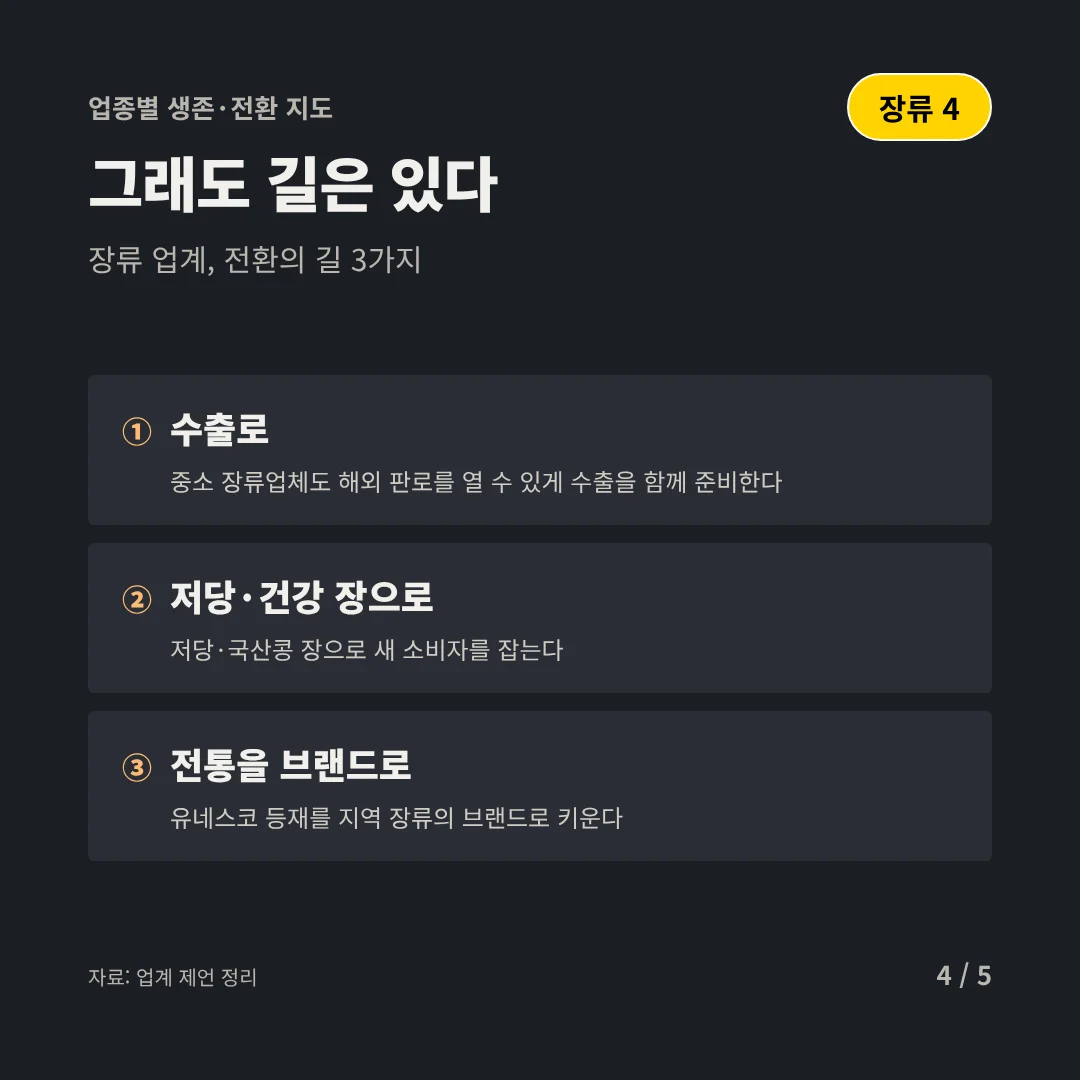 업종별 생존·전환 지도
장류 4
그래도 길은 있다
장류 업계, 전환의 길 3가지
① 수출로
중소 장류업체도 해외 판로를 열 수 있게 수출을 함께 준비한다
② 저당·건강 장으로
저당·국산콩 장으로 새 소비자를 잡는다
③ 전통을 브랜드로
유네스코 등재를 지역 장류의 브랜드로 키운다
자료: 업계 제언 정리
4 / 5